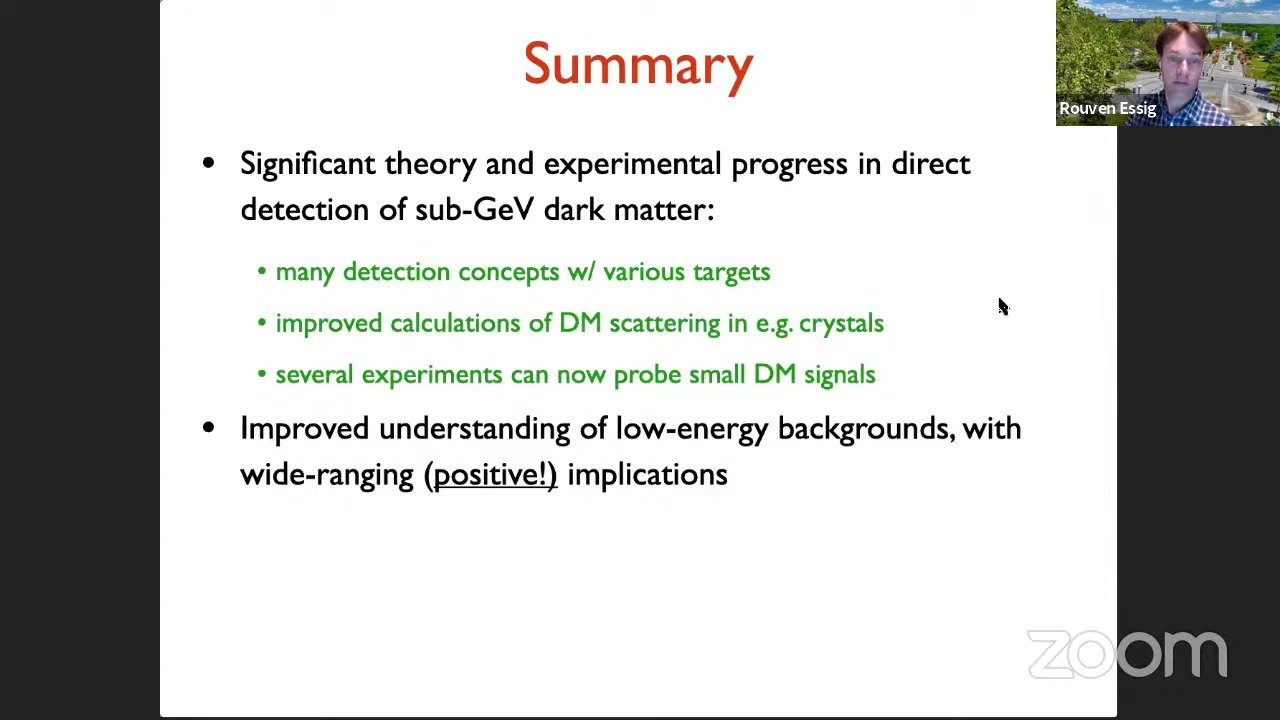 Summary
Rouven Essig
• Significant theory and experimental progress in direct
detection of sub-GeV dark matter:
• many detection concepts w/ various targets
• improved calculations of DM scattering in e.g. crystals
• several experiments can now probe small DM signals
• Improved understanding of low-energy backgrounds, with
wide-ranging (positive!) implications
zoom